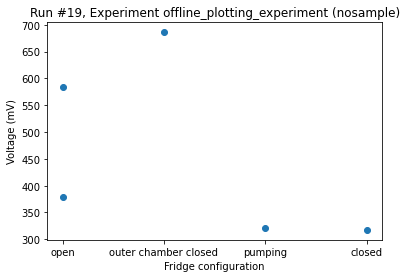 Run #19, Experiment offline_plotting_experiment (nosample)
700
650
600
550
500
450
400
350
300
Voltage (mV)
open
outer chamber closed
pumping
closed
Fridge configuration